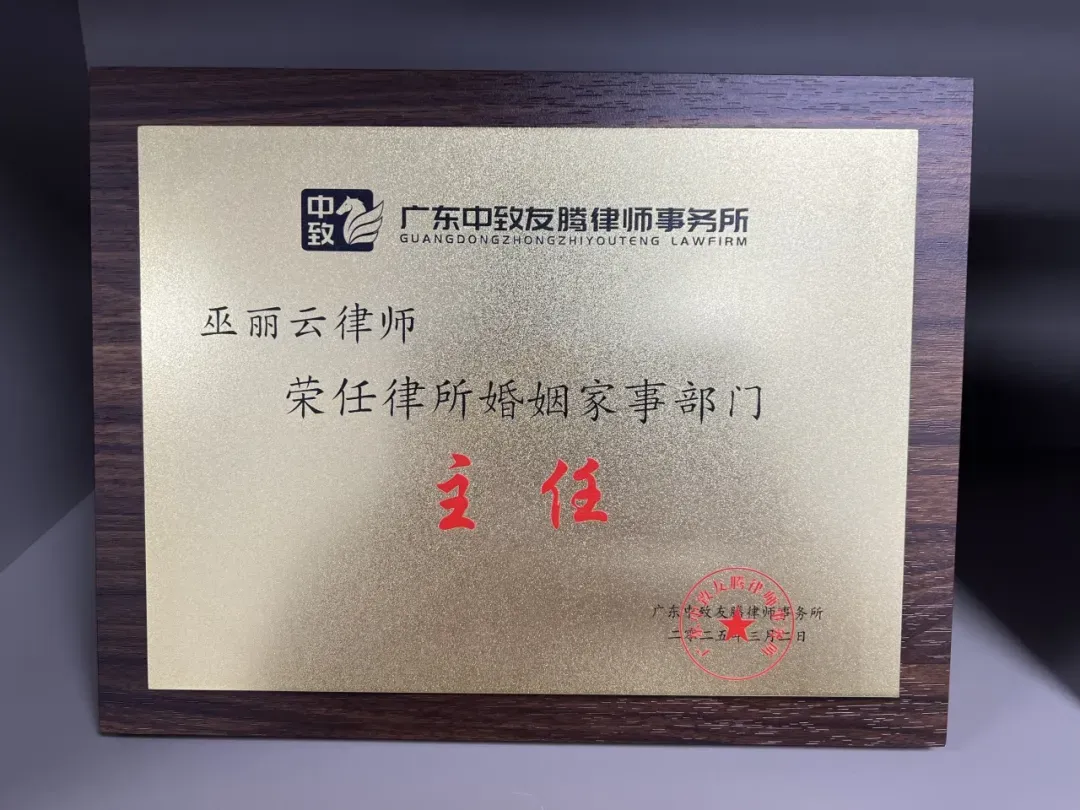 中致
广东中致友腾律师事务所
GUANGDONGZHONGZHIYOUTENG LAWFIRM
巫丽云律师
荣任律所婚姻家事部门
主任
广东中致友腾律师事务所
二零二五年三月二日